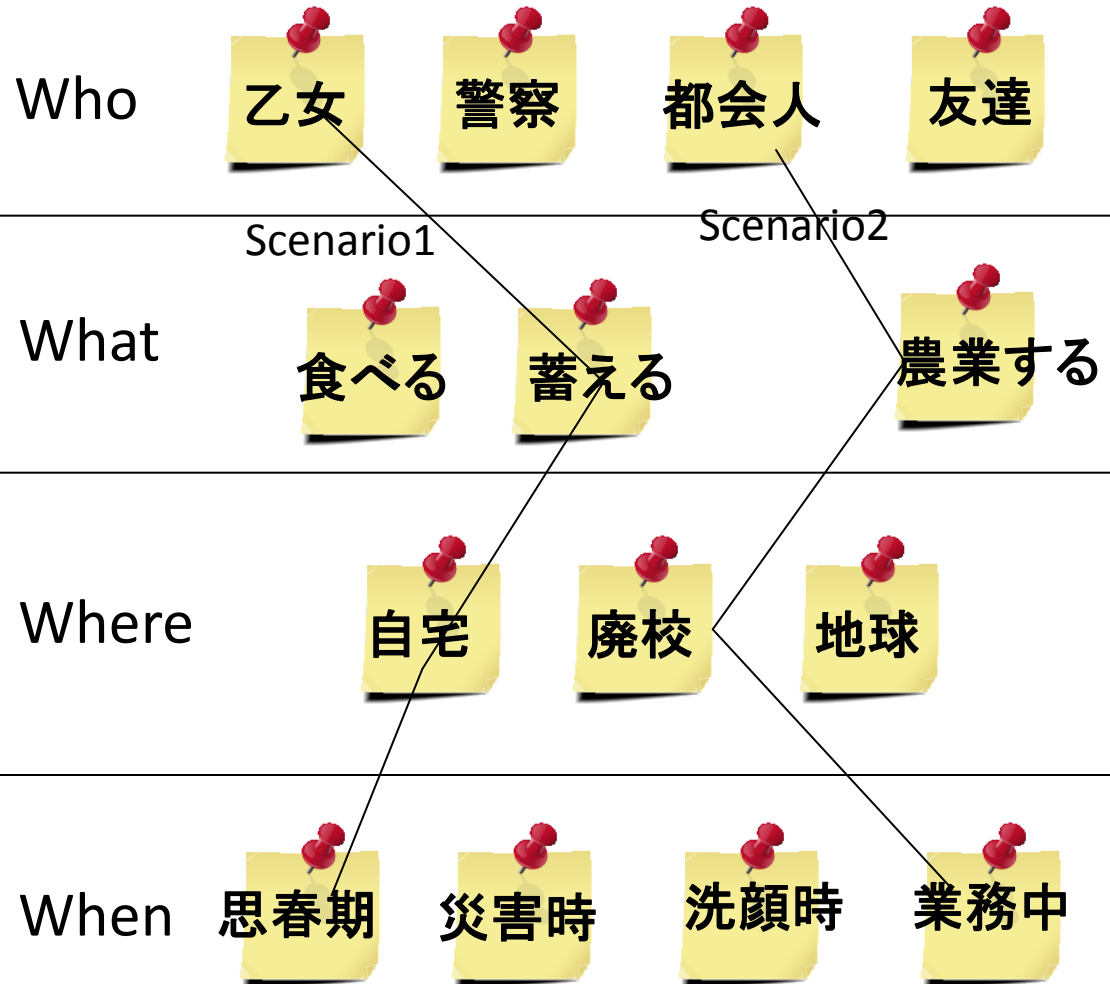 Who
乙女
警察
都会人
友達
Scenario1
Scenario2
What
食べる
蓄える
農業する
Where
自宅
廃校
地球
When
思春期
災害時
洗顔時
業務中